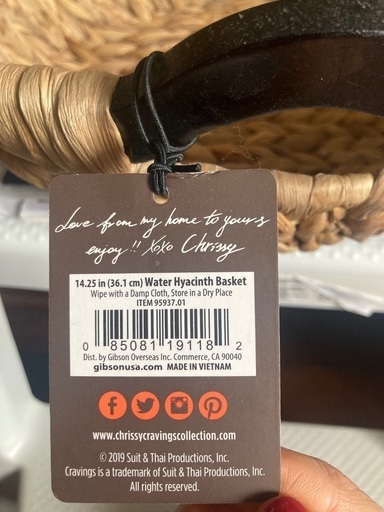 Love from my home to yours
enjoy!! XoXo Chrissy
14.25 in (36.1 cm) Water Hyacinth Basket
Wipe with a Damp Cloth, Store in a Dry Place
ITEM 95937.01
0 85081 19118 2
Dist. by Gibson Overseas Inc. Commerce, CA 90040
gibsonusa.com MADE IN VIETNAM
www.chrissycravingscollection.com
© 2019 Suit & Thai Productions, Inc.
Cravings is a trademark of Suit & Thai Productions, Inc.
All rights reserved.